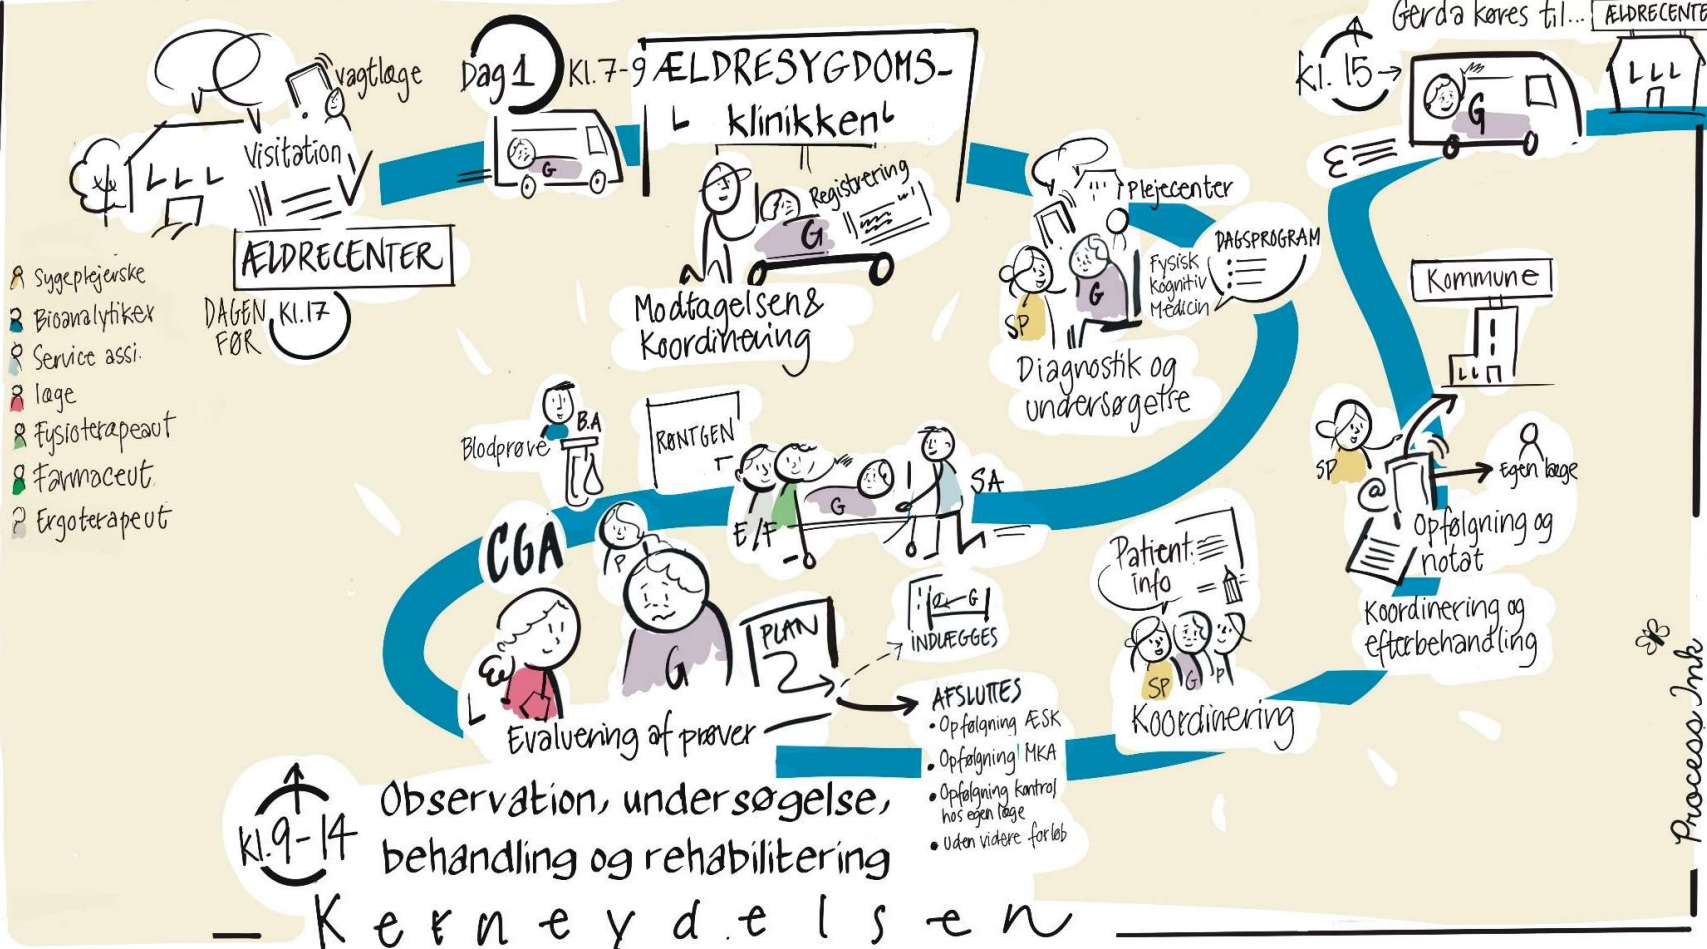 vagtlæge
Visitation
ÆLDRECENTER
DAGEN
FØR
Kl.17
Sygeplejerske
Bioanalytiker
Service assi.
læge
Fysioterapeaut
Farmaceut
Ergoterapeut
Dag 1
Kl. 7-9
ÆLDRESYGDOMS-
klinikken
G
Registrering
G
Modtagelsen &
Koordinering
Plejecenter
DAGSPROGRAM
Fysisk
Kognitiv
Medicin
SP
G
Diagnostik og
undersøgelse
Blodprøve
B.A
RØNTGEN
E/F
G
SA
CGA
P
G
L
PLAN
Evaluering af prøver
G
INDLÆGGES
AFSLUTTES
• Opfølgning ÆSK
• Opfølgning MKA
• Opfølgning kontrol
hos egen læge
• Uden videre forløb
Kl. 9-14
Observation, undersøgelse,
behandling og rehabilitering
Kerneydelsen
Patient
info
SP
G
P
Koordinering
Kommune
SP
@
Egen læge
Opfølgning og
notat
Koordinering og
efterbehandling
Kl. 15
Gerda køres til...
ÆLDRECENTE
G
Process Ink